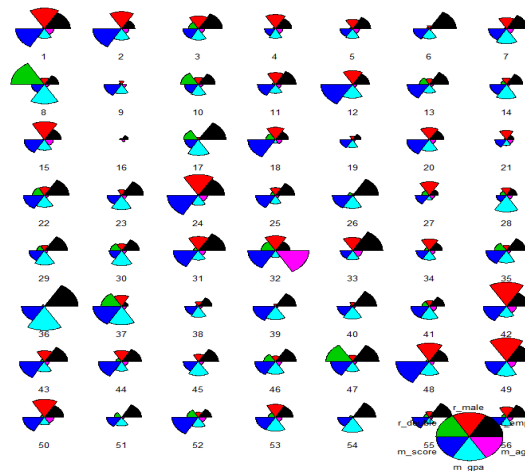 1 2 3 4 5 6 7
8 9 10 11 12 13 14
15 16 17 18 19 20 21
22 23 24 25 26 27 28
29 30 31 32 33 34 35
36 37 38 39 40 41 42
43 44 45 46 47 48 49
r_male
50 51 52 53 54 55 56
m_score
m_gpa